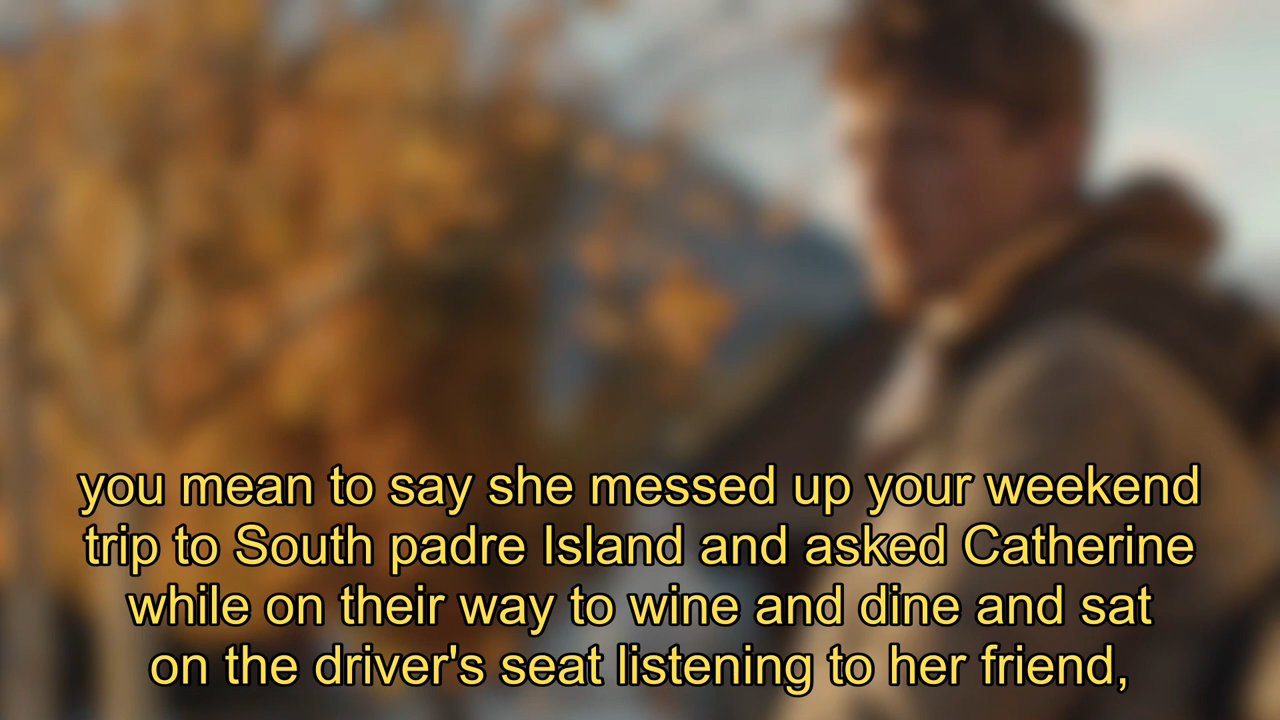 you mean to say she messed up your weekend
trip to South padre Island and asked Catherine
while on their way to wine and dine and sat
on the driver's seat listening to her friend,